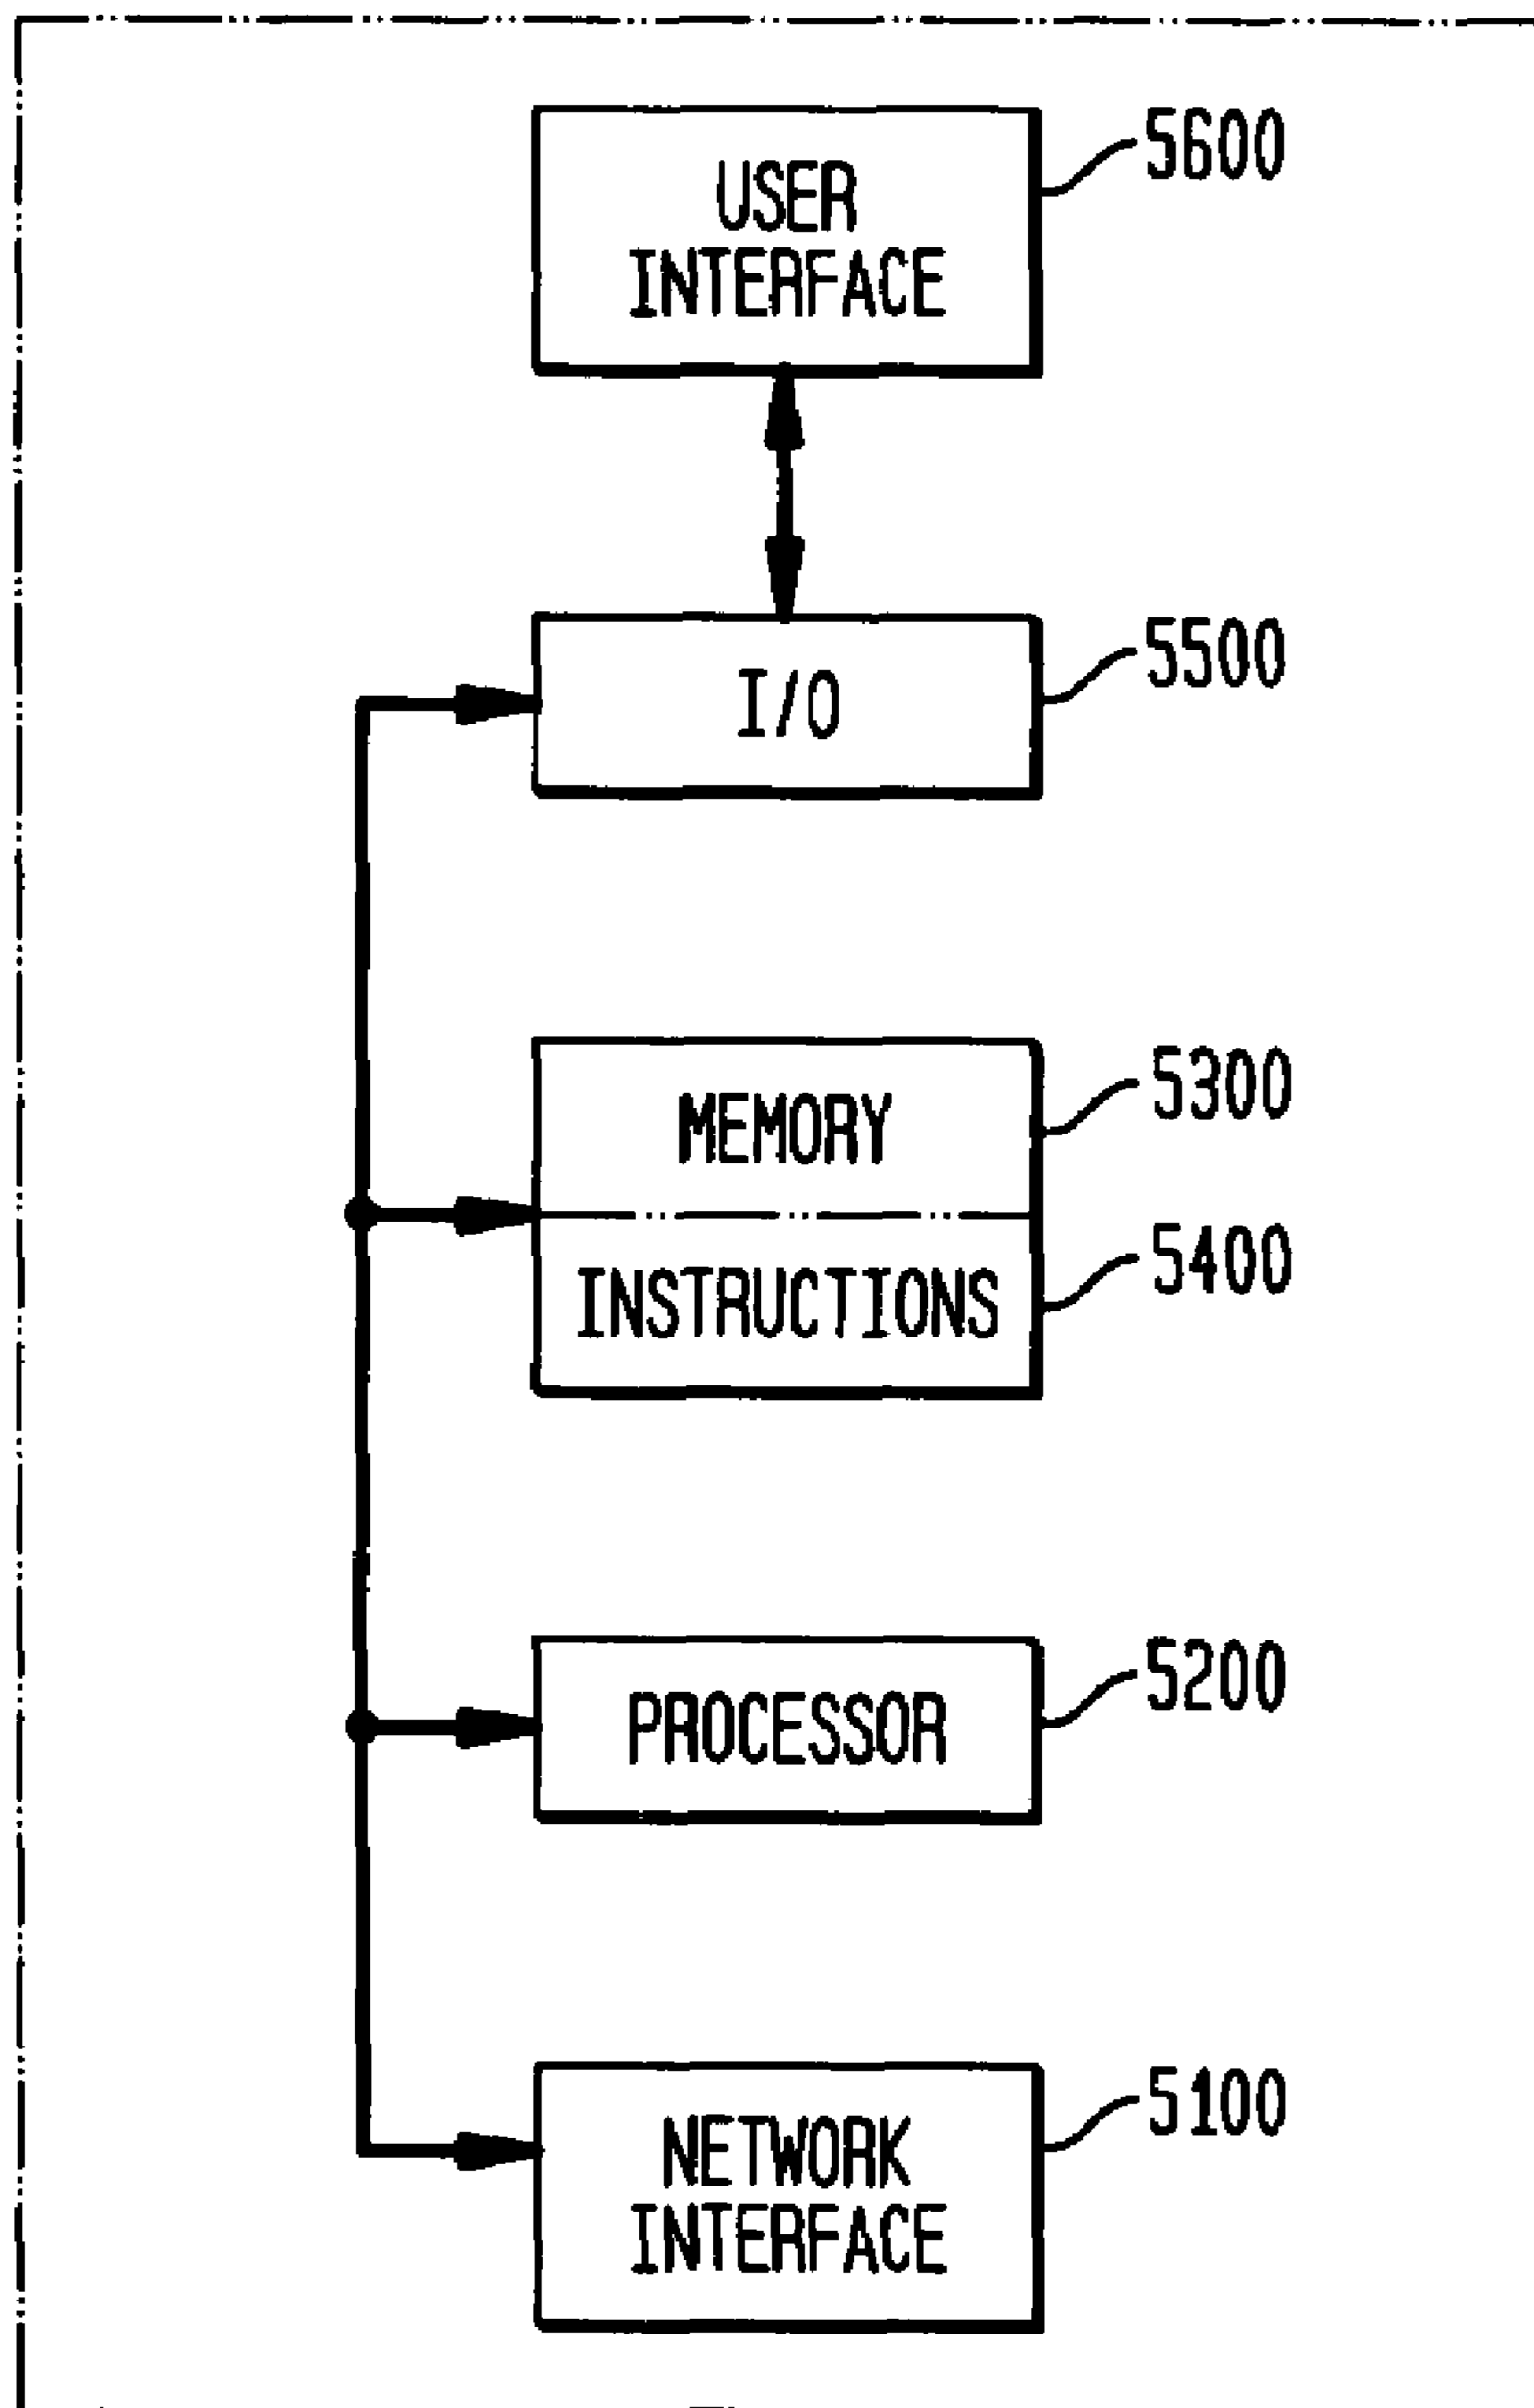 USER
INTERFACE
5600
I/O
5500
MEMORY
5300
INSTRUCTIONS
5400
PROCESSOR
5200
NETWORK
INTERFACE
5100